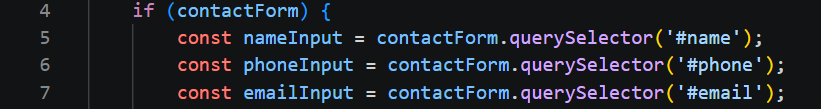 4 if (contactForm) {
5 const nameInput = contactForm.querySelector('#name');
6 const phoneInput = contactForm.querySelector('#phone');
7 const emailInput = contactForm.querySelector('#email');